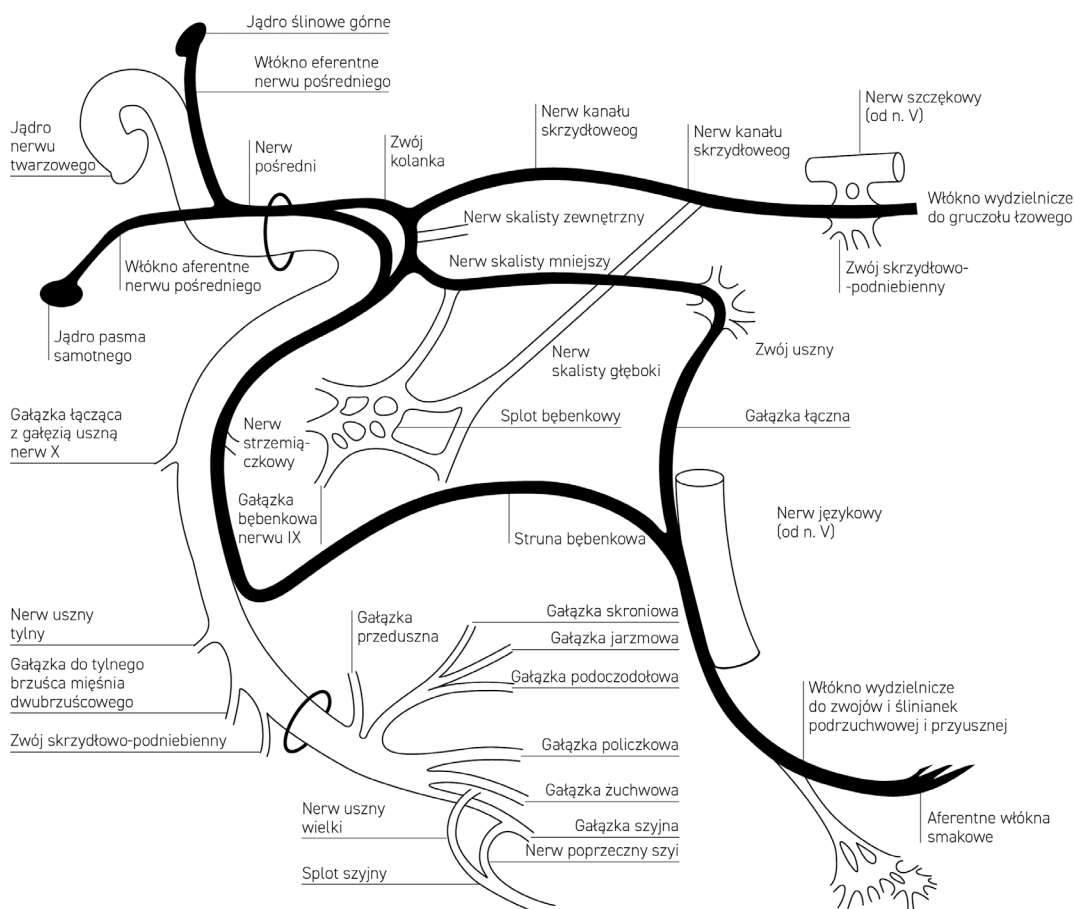 Jądro ślinowe górne
Włókno eferentne
nerwu pośredniego
Jądro
nerwu
twarzowego
Nerw
pośredni
Zwój
kolanka
Nerw kanału
skrzydłoweog
Nerw kanału
skrzydłoweog
Nerw szczękowy
(od n. V)
Włókno wydzielnicze
do gruczołu łzowego
Nerw skalisty zewnętrzny
Nerw skalisty mniejszy
Włókno aferentne
nerwu pośredniego
Zwój skrzydłowo-
-podniebienny
Jądro pasma
samotnego
Zwój uszny
Nerw
skalisty głęboki
Gałązka łącząca
z gałęzią uszną
nerw X
Nerw
strzemią-
czkowy
Splot bębenkowy
Gałązka łączna
Gałązka
bębenkowa
nerwu IX
Struna bębenkowa
Nerw językowy
(od n. V)
Nerw uszny
tylny
Gałązka
przeduszna
Gałązka skroniowa
Gałązka jarzmowa
Gałązka podoczodołowa
Gałązka do tylnego
brzuśca mięśnia
dwubrzuścowego
Zwój skrzydłowo-podniebienny
Włókno wydzielnicze
do zwojów i ślinianek
podrzuchwowej i przyusznej
Gałązka policzkowa
Gałązka żuchwowa
Nerw uszny
wielki
Gałązka szyjna
Nerw poprzeczny szyi
Splot szyjny
Aferentne włókna
smakowe